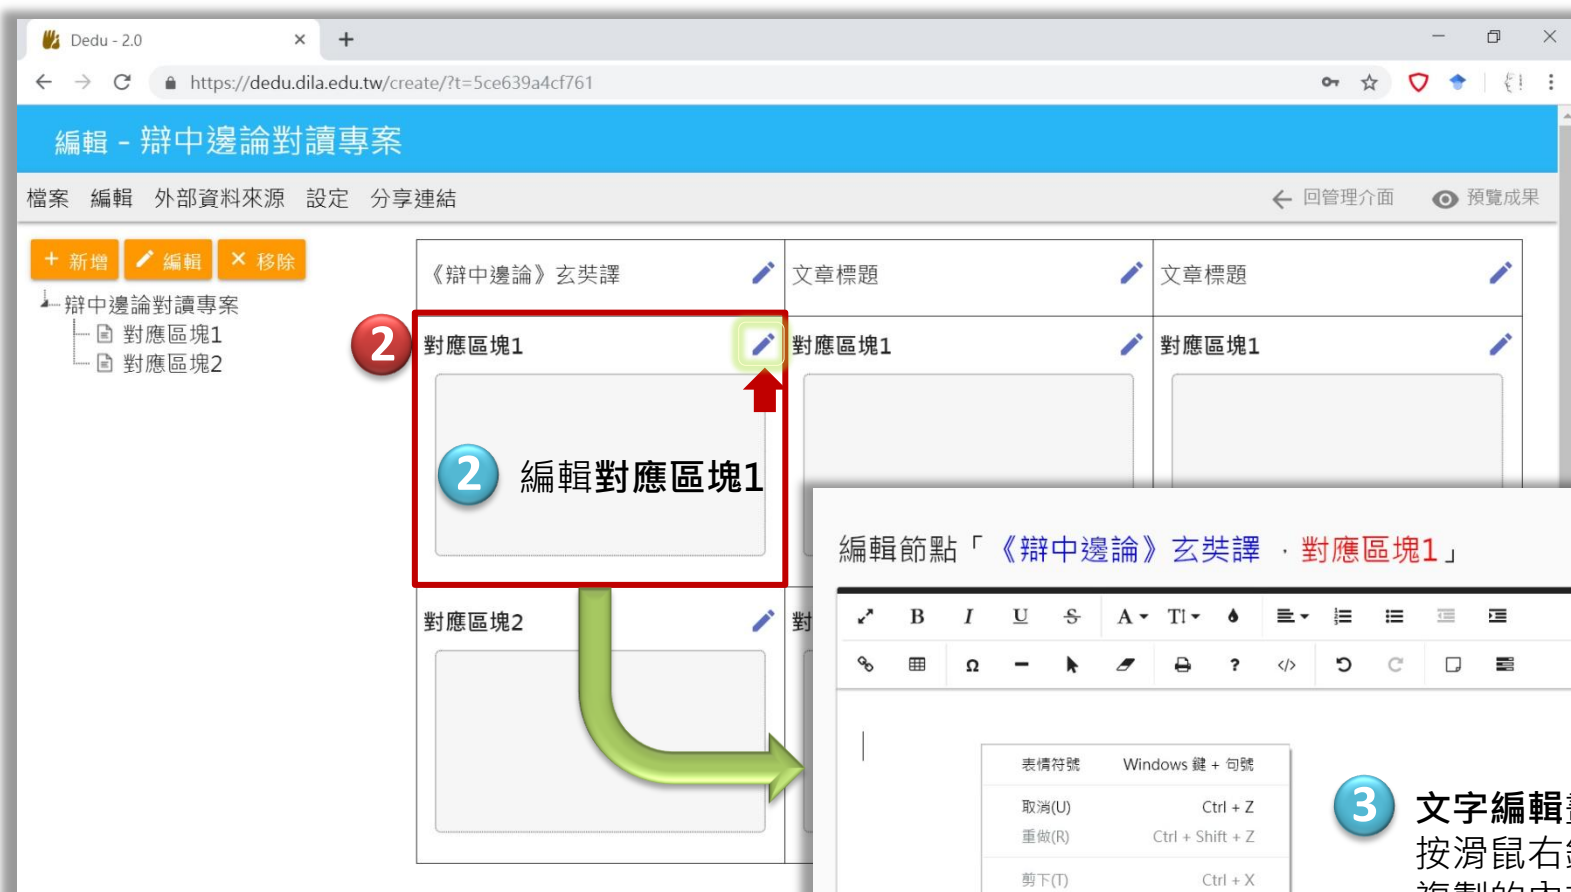 Dedu - 2.0
https://dedu.dila.edu.tw/create/?t=5ce639a4cf761
編輯 - 辯中邊論對讀專案
檔案 編輯 外部資料來源 設定 分享連結 回管理介面 預覽成果
+ 新增 編輯 × 移除
辯中邊論對讀專案
對應區塊1
對應區塊2
《辯中邊論》玄奘譯 文章標題 文章標題
2 對應區塊1 對應區塊1 對應區塊1
2 編輯對應區塊1
對應區塊2 對
編輯節點「《辯中邊論》玄奘譯 ‧對應區塊1」
表情符號 Windows 鍵 + 句號
取消(U) Ctrl + Z
重做(R) Ctrl + Shift + Z
剪下(T) Ctrl + X
3 文字編輯
按滑鼠右
複製的內